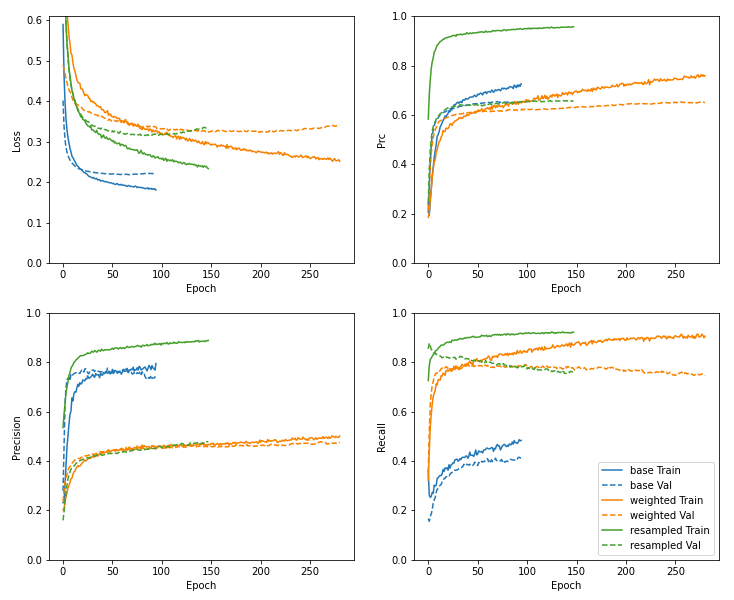 0.6
0.5
0.4
0.3
0.2
0.1
0.0
Loss
0 50 100 150 200 250
Epoch
1.0
0.8
0.6
0.4
0.2
0.0
Prc
0 50 100 150 200 250
Epoch
1.0
0.8
0.6
0.4
0.2
0.0
Precision
0 50 100 150 200 250
Epoch
1.0
0.8
0.6
0.4
0.2
0.0
Recall
0 50 100 150 200 250
Epoch
base Train
base Val
weighted Train
weighted Val
resampled Train
resampled Val